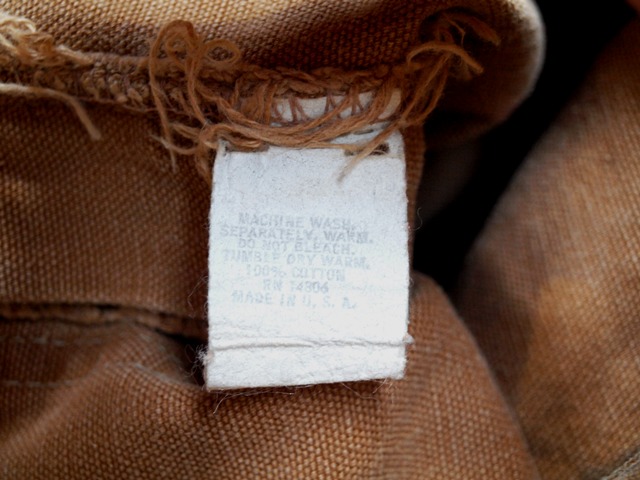 MACHINE WASH.
SEPARATELY. WARM.
DO NOT BLEACH.
TUMBLE DRY WARM.
100% COTTON
RN 14806
MADE IN U. S. A.